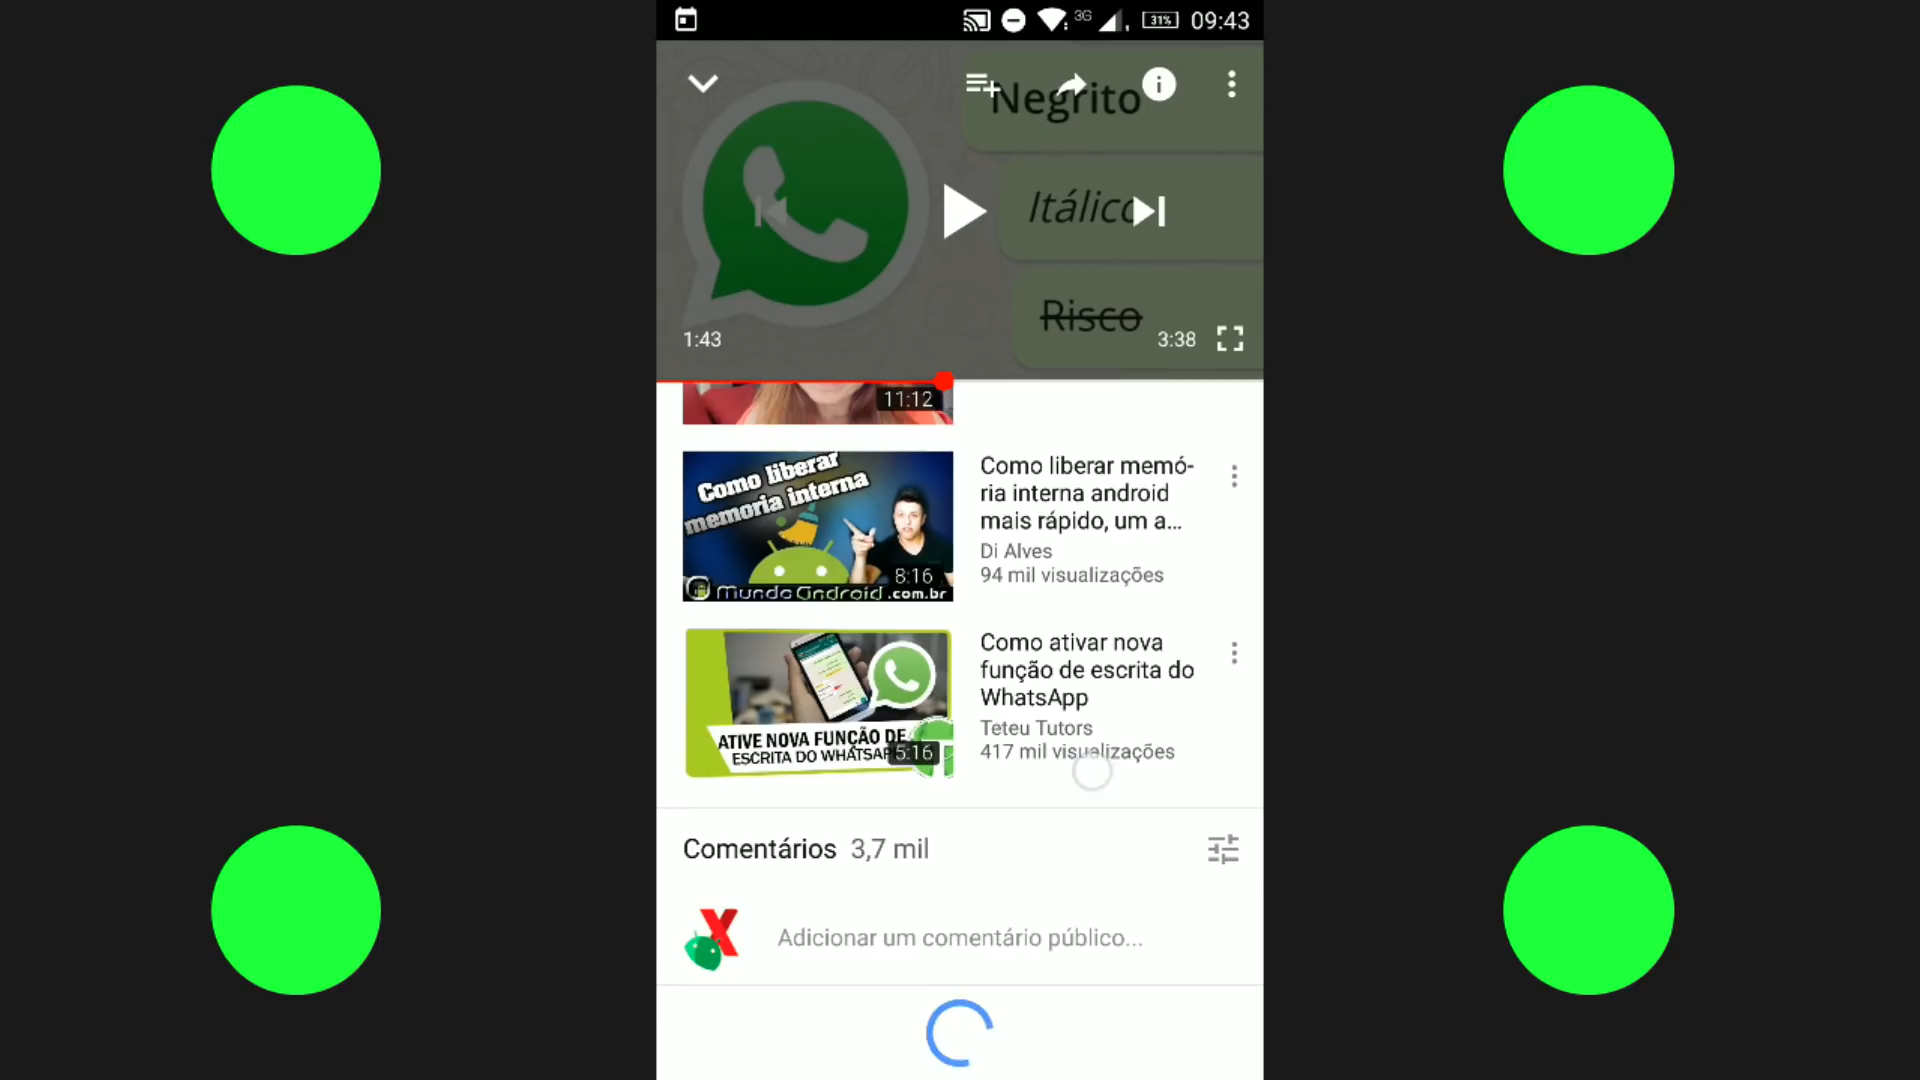 3G 31% 09:43
Negrito
Itálico
Risco
1:43 3:38
11:12
Como liberar
memoria interna
8:16
MundoAndroid.com.br
Como liberar memó-
ria interna android
mais rápido, um a...
Di Alves
94 mil visualizações
ATIVE NOVA FUNÇÃO DE
ESCRITA DO WHATSAPP
5:16
Como ativar nova
função de escrita do
WhatsApp
Teteu Tutors
417 mil visualizações
Comentários 3,7 mil
X
Adicionar um comentário público...